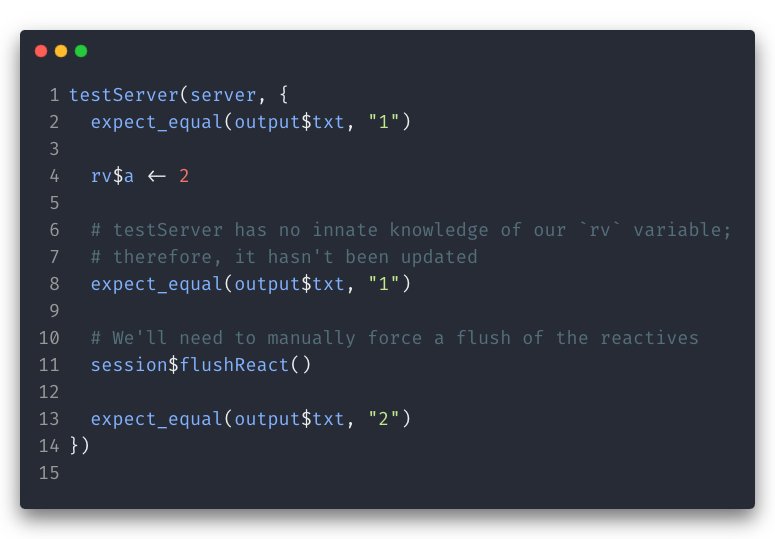 1 testServer(server, {
2   expect_equal(output$txt, "1")
3
4   rv$a <- 2
5
6   # testServer has no innate knowledge of our `rv` variable;
7   # therefore, it hasn't been updated
8   expect_equal(output$txt, "1")
9
10   # We'll need to manually force a flush of the reactives
11   session$flushReact()
12
13   expect_equal(output$txt, "2")
14 })
15